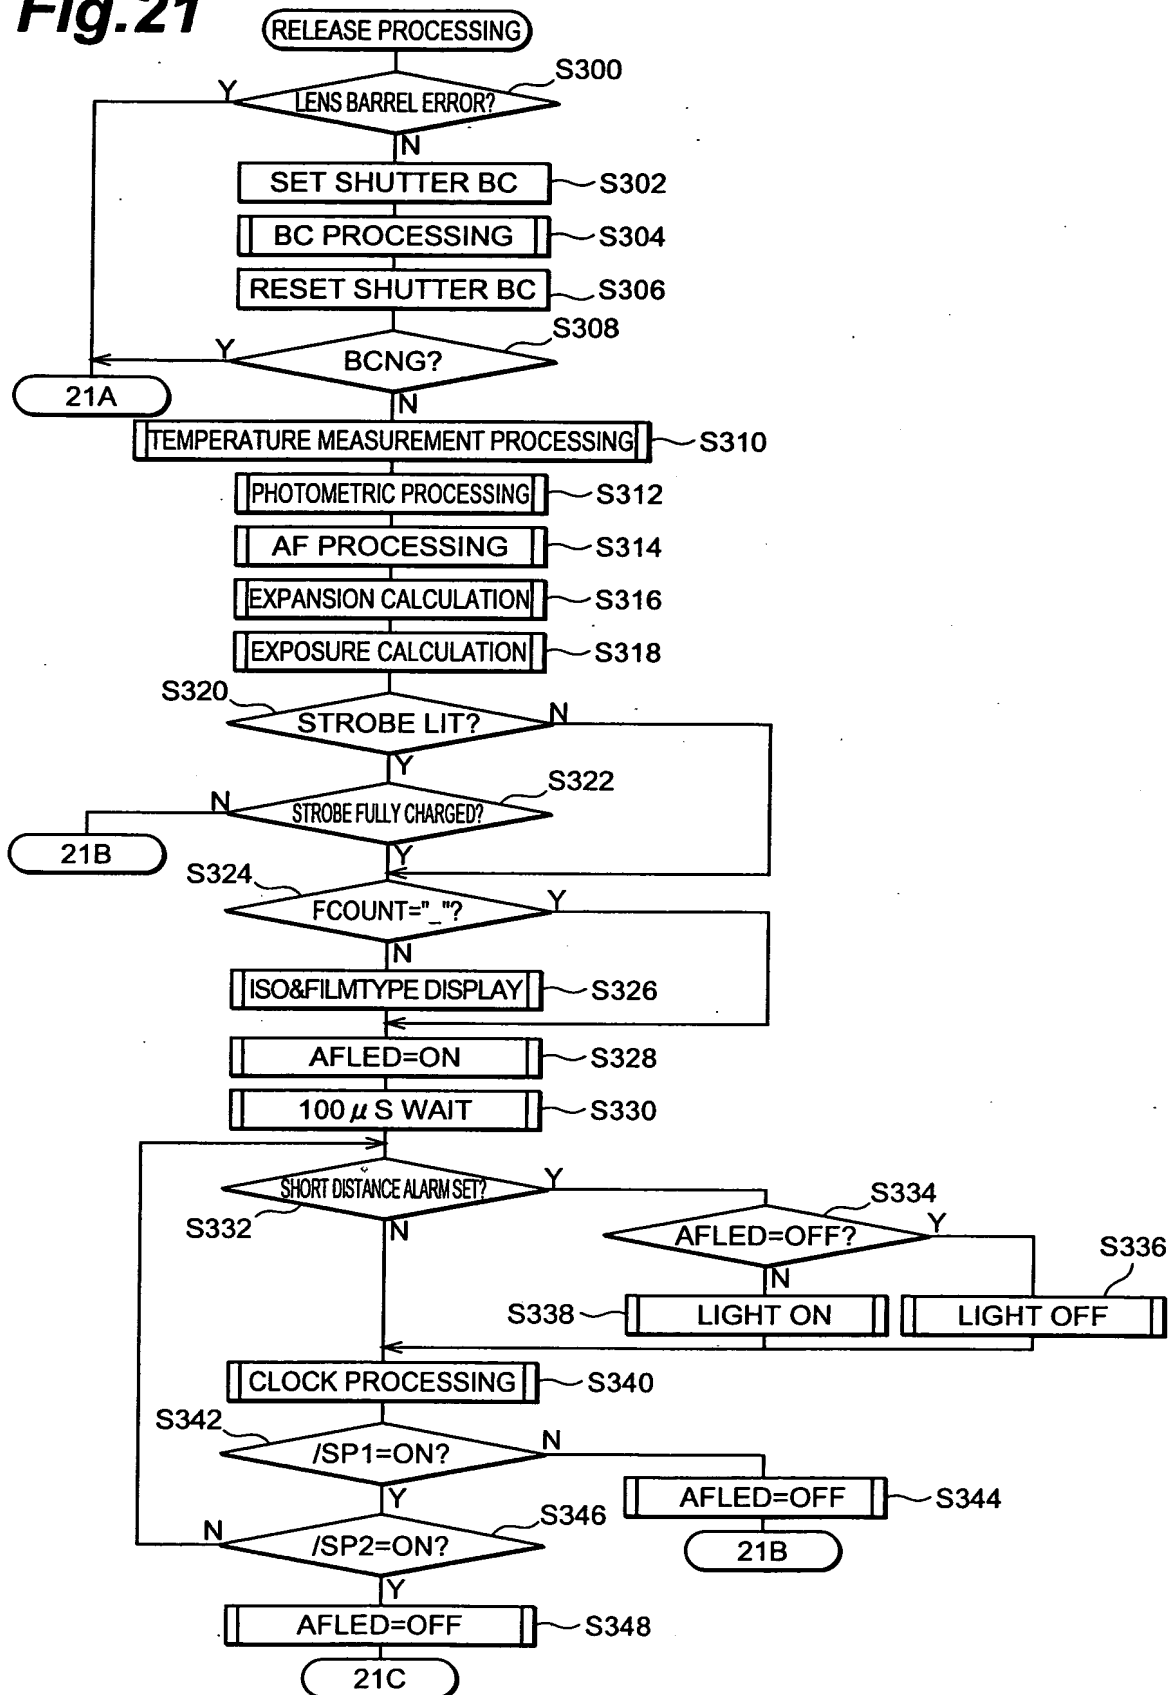 Fig.21
RELEASE PROCESSING
S300
Y
LENS BARREL ERROR?
N
SET SHUTTER BC
S302
BC PROCESSING
S304
RESET SHUTTER BC
S306
S308
Y
BCNG?
21A
N
TEMPERATURE MEASUREMENT PROCESSING
S310
PHOTOMETRIC PROCESSING
S312
AF PROCESSING
S314
EXPANSION CALCULATION
S316
EXPOSURE CALCULATION
S318
S320
STROBE LIT?
N
Y
S322
N
STROBE FULLY CHARGED?
21B
Y
S324
FCOUNT="_"?
Y
N
ISO&FILMTYPE DISPLAY
S326
AFLED=ON
S328
100μS WAIT
S330
SHORT DISTANCE ALARM SET?
Y
S332
N
S334
AFLED=OFF?
Y
S336
N
S338
LIGHT ON
LIGHT OFF
CLOCK PROCESSING
S340
S342
/SP1=ON?
N
Y
AFLED=OFF
S344
S346
N
/SP2=ON?
21B
Y
AFLED=OFF
S348
21C